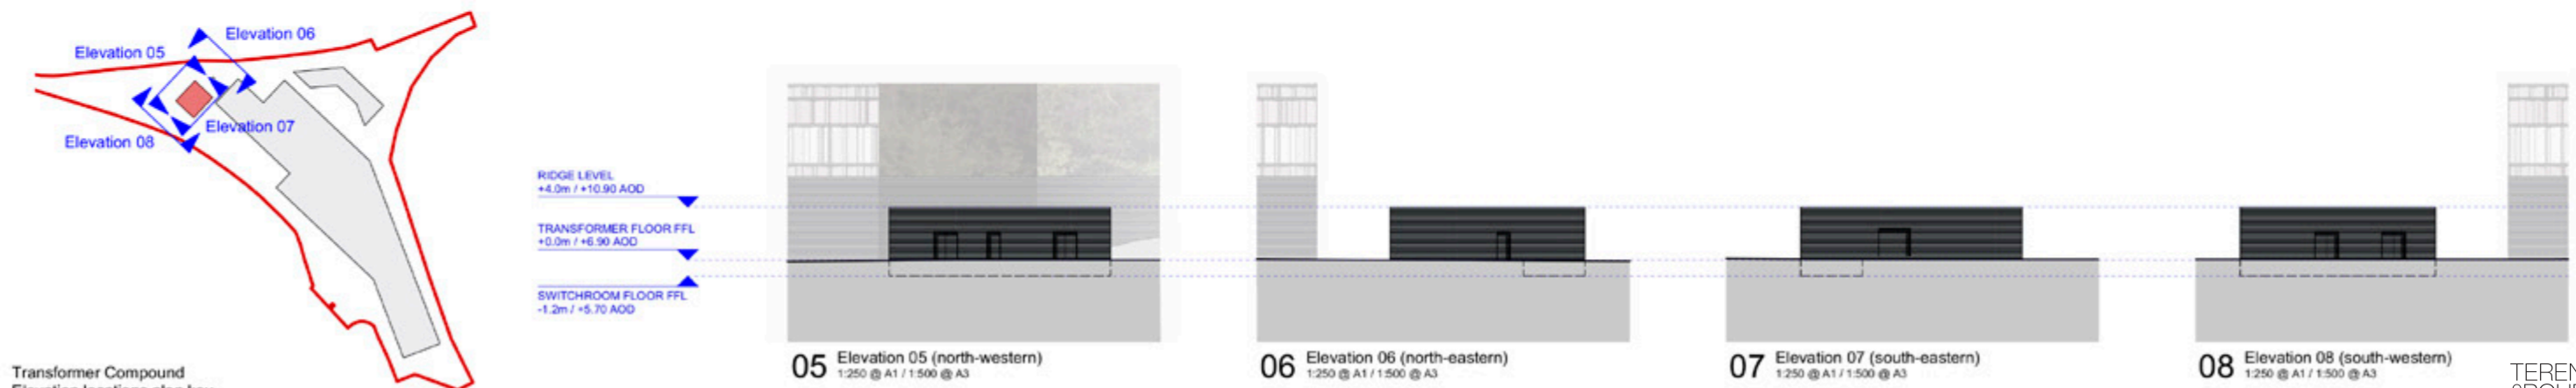 Elevation 06
Elevation 05
Elevation 07
Elevation 08
Transformer Compound
RIDGE LEVEL
+4.0m / +10.90 AOD
TRANSFORMER FLOOR FFL
+0.0m / +6.90 AOD
SWITCHROOM FLOOR FFL
-1.2m / +5.70 AOD
05 Elevation 05 (north-western)
1:250 @ A1 / 1:500 @ A3
06 Elevation 06 (north-eastern)
1:250 @ A1 / 1:500 @ A3
07 Elevation 07 (south-eastern)
1:250 @ A1 / 1:500 @ A3
08 Elevation 08 (south-western)
1:250 @ A1 / 1:500 @ A3